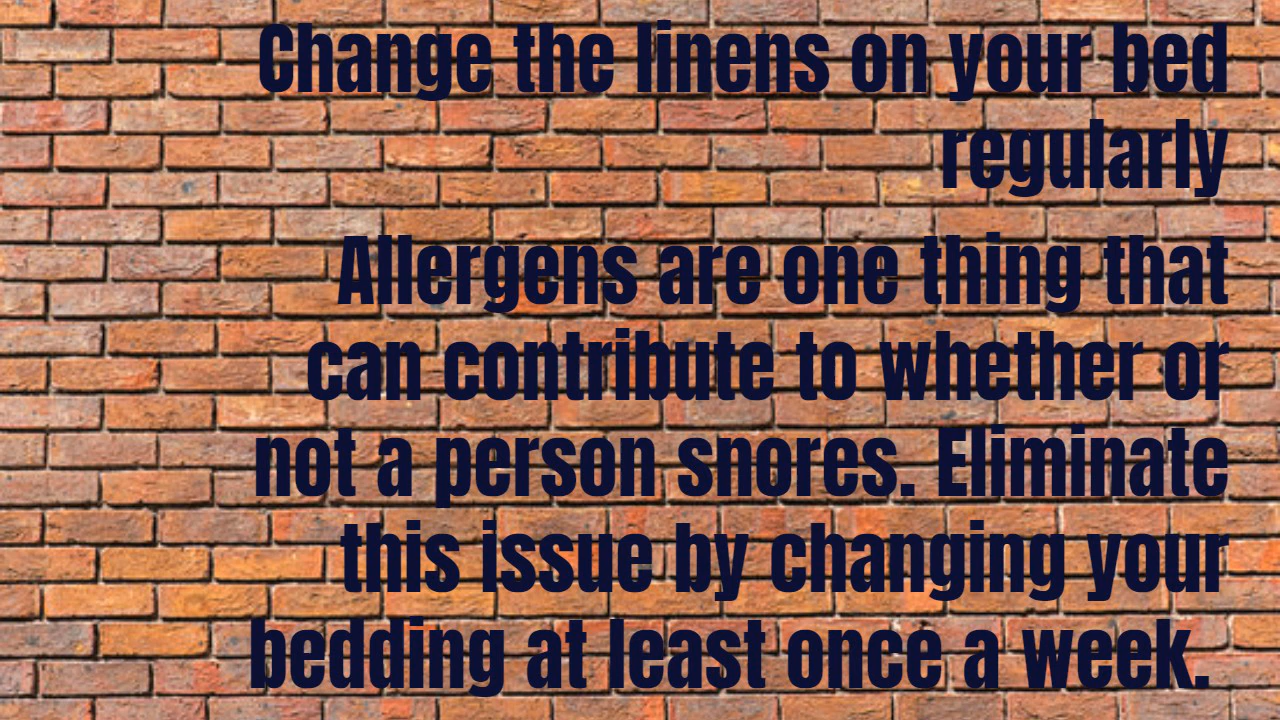 Change the linens on your bed
regularly
Allergens are one thing that
can contribute to whether or
not a person snores. Eliminate
this issue by changing your
bedding at least once a week.